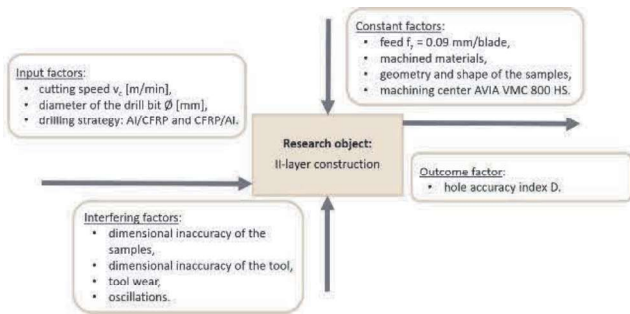 Input factors:
• cutting speed vc [m/min],
• diameter of the drill bit Ø [mm],
• drilling strategy: Al/CFRP and CFRP/Al.
Constant factors:
• feed fz = 0.09 mm/blade,
• machined materials,
• geometry and shape of the samples,
• machining center AVIA VMC 800 HS.
Research object:
II-layer construction
Outcome factor:
• hole accuracy index D.
Interfering factors:
• dimensional inaccuracy of the
samples,
• dimensional inaccuracy of the tool,
• tool wear,
• oscillations.